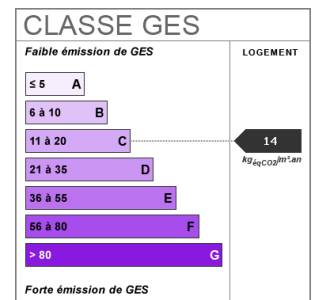 CLASSE GES
Faible émission de GES
LOGEMENT
≤ 5 A
6 à 10 B
11 à 20 C
14
kgéqCO2/m².an
21 à 35 D
36 à 55 E
56 à 80 F
> 80 G
Forte émission de GES